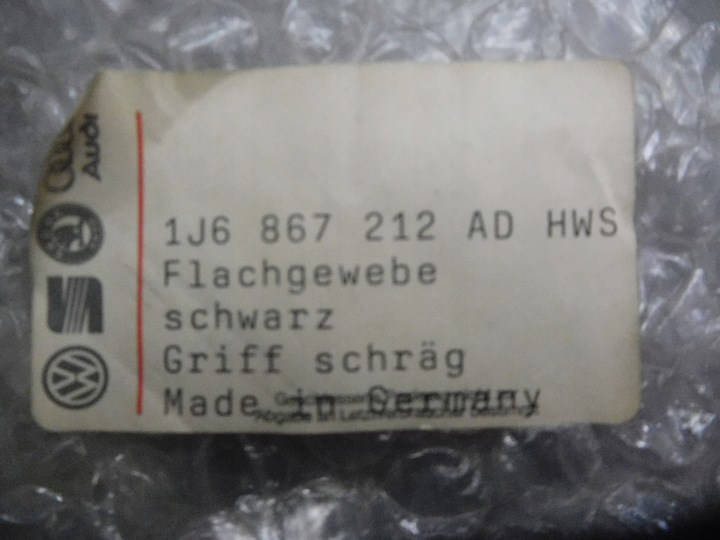 Audi
1J6 867 212 AD HWS
Flachgewebe
schwarz
Griff schräg
Made in Germany